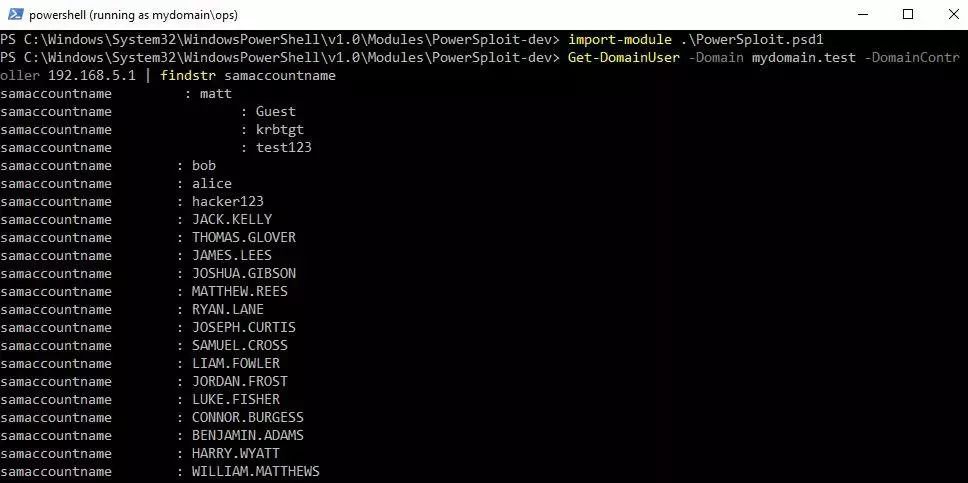 powershell (running as mydomain\ops)
PS C:\Windows\System32\WindowsPowerShell\v1.0\Modules\PowerSploit-dev> import-module .\PowerSploit.psd1
PS C:\Windows\System32\WindowsPowerShell\v1.0\Modules\PowerSploit-dev> Get-DomainUser -Domain mydomain.test -DomainContr
oller 192.168.5.1 | findstr samaccountname
samaccountname : matt
samaccountname : Guest
samaccountname : krbtgt
samaccountname : test123
samaccountname : bob
samaccountname : alice
samaccountname : hacker123
samaccountname : JACK.KELLY
samaccountname : THOMAS.GLOVER
samaccountname : JAMES.LEES
samaccountname : JOSHUA.GIBSON
samaccountname : MATTHEW.REES
samaccountname : RYAN.LANE
samaccountname : JOSEPH.CURTIS
samaccountname : SAMUEL.CROSS
samaccountname : LIAM.FOWLER
samaccountname : JORDAN.FROST
samaccountname : LUKE.FISHER
samaccountname : CONNOR.BURGESS
samaccountname : BENJAMIN.ADAMS
samaccountname : HARRY.WYATT
samaccountname : WILLIAM.MATTHEWS